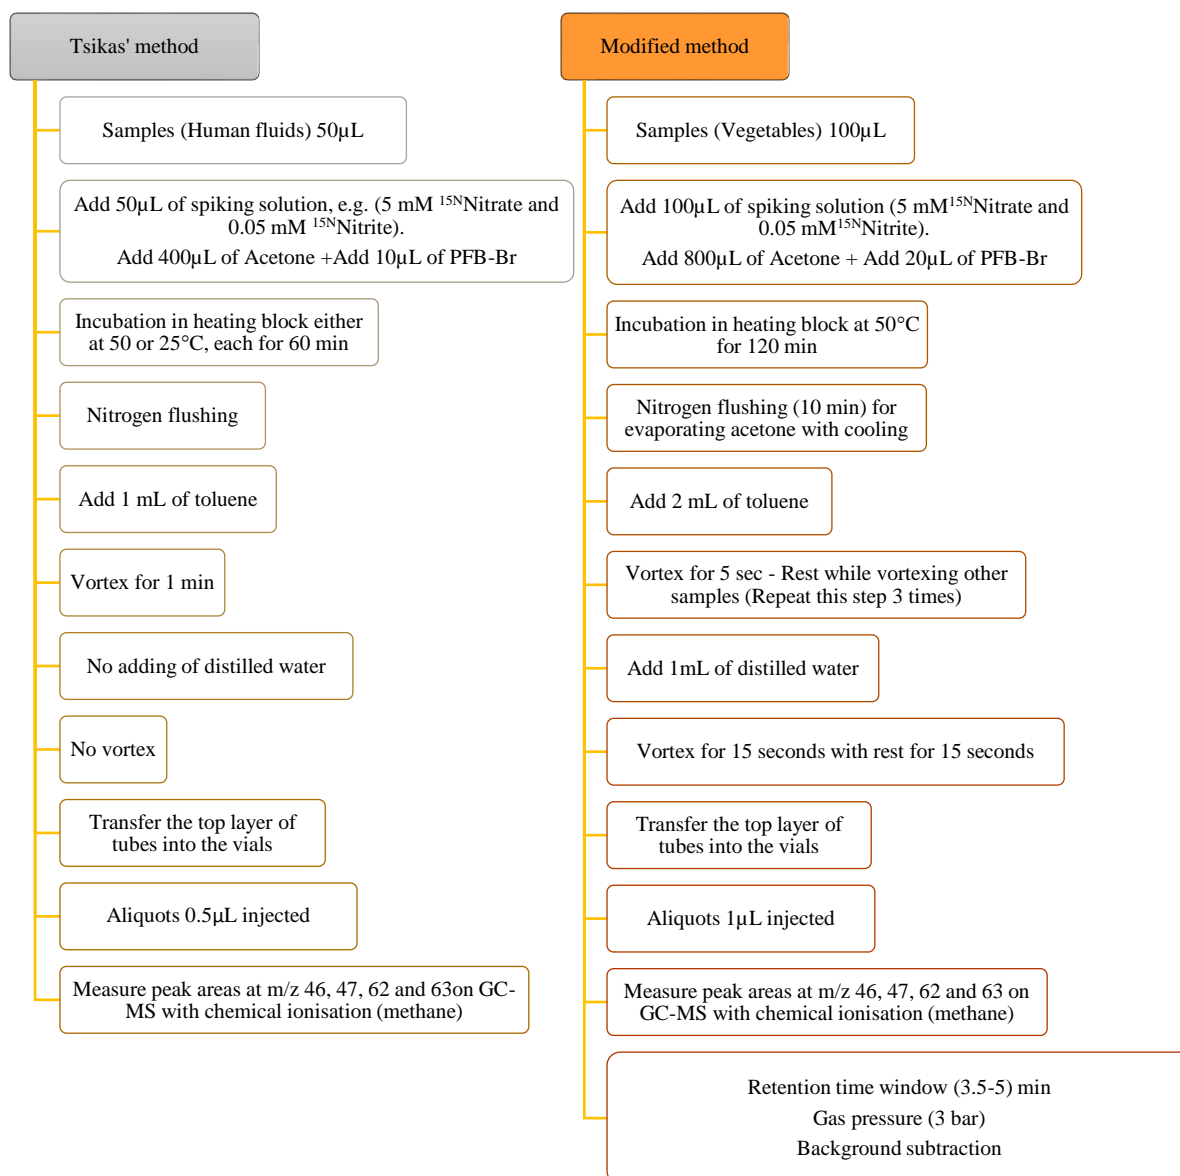 Tsikas' method
Samples (Human fluids) 50µL
Add 50µL of spiking solution, e.g. (5 mM ¹⁵ᴺNitrate and
0.05 mM ¹⁵ᴺNitrite).
Add 400µL of Acetone +Add 10µL of PFB-Br
Incubation in heating block either
at 50 or 25°C, each for 60 min
Nitrogen flushing
Add 1 mL of toluene
Vortex for 1 min
No adding of distilled water
No vortex
Transfer the top layer of
tubes into the vials
Aliquots 0.5µL injected
Measure peak areas at m/z 46, 47, 62 and 63on GC-
MS with chemical ionisation (methane)
Modified method
Samples (Vegetables) 100µL
Add 100µL of spiking solution (5 mM¹⁵ᴺNitrate and
0.05 mM¹⁵ᴺNitrite).
Add 800µL of Acetone + Add 20µL of PFB-Br
Incubation in heating block at 50°C
for 120 min
Nitrogen flushing (10 min) for
evaporating acetone with cooling
Add 2 mL of toluene
Vortex for 5 sec - Rest while vortexing other
samples (Repeat this step 3 times)
Add 1mL of distilled water
Vortex for 15 seconds with rest for 15 seconds
Transfer the top layer of
tubes into the vials
Aliquots 1µL injected
Measure peak areas at m/z 46, 47, 62 and 63 on
GC-MS with chemical ionisation (methane)
Retention time window (3.5-5) min
Gas pressure (3 bar)
Background subtraction